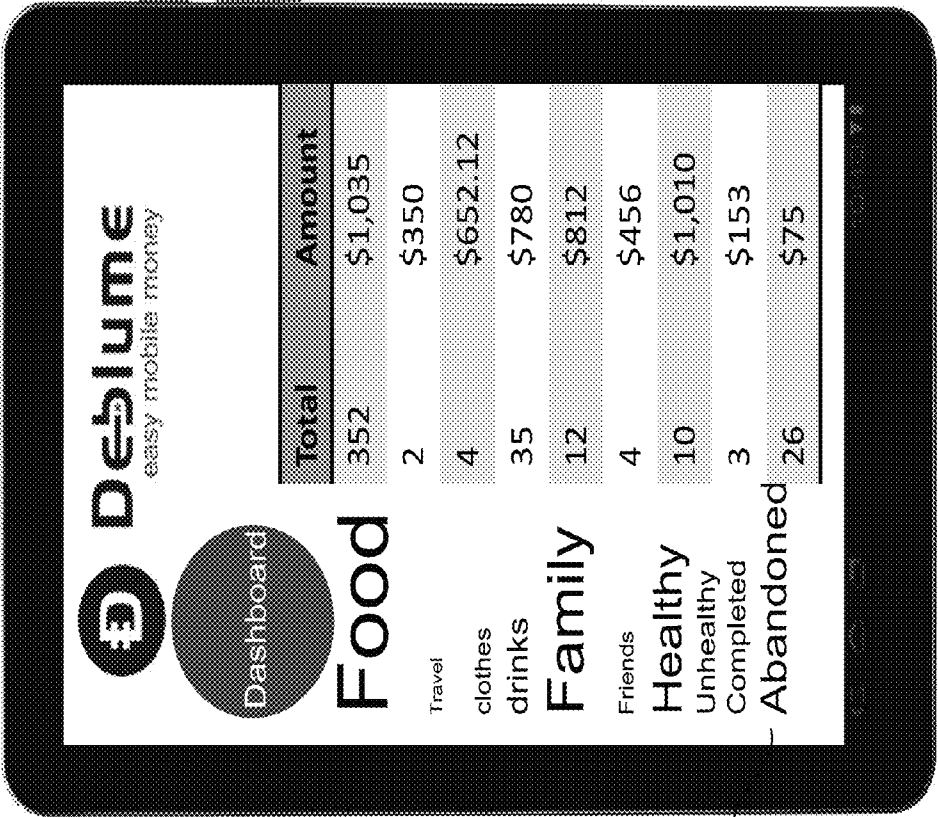 Deblume
easy mobile money
Dashboard
Total Amount
Food 352 $1,035
Travel 2 $350
clothes 4 $652.12
drinks 35 $780
Family 12 $812
Friends 4 $456
Healthy 10 $1,010
Unhealthy
Completed 3 $153
Abandoned 26 $75